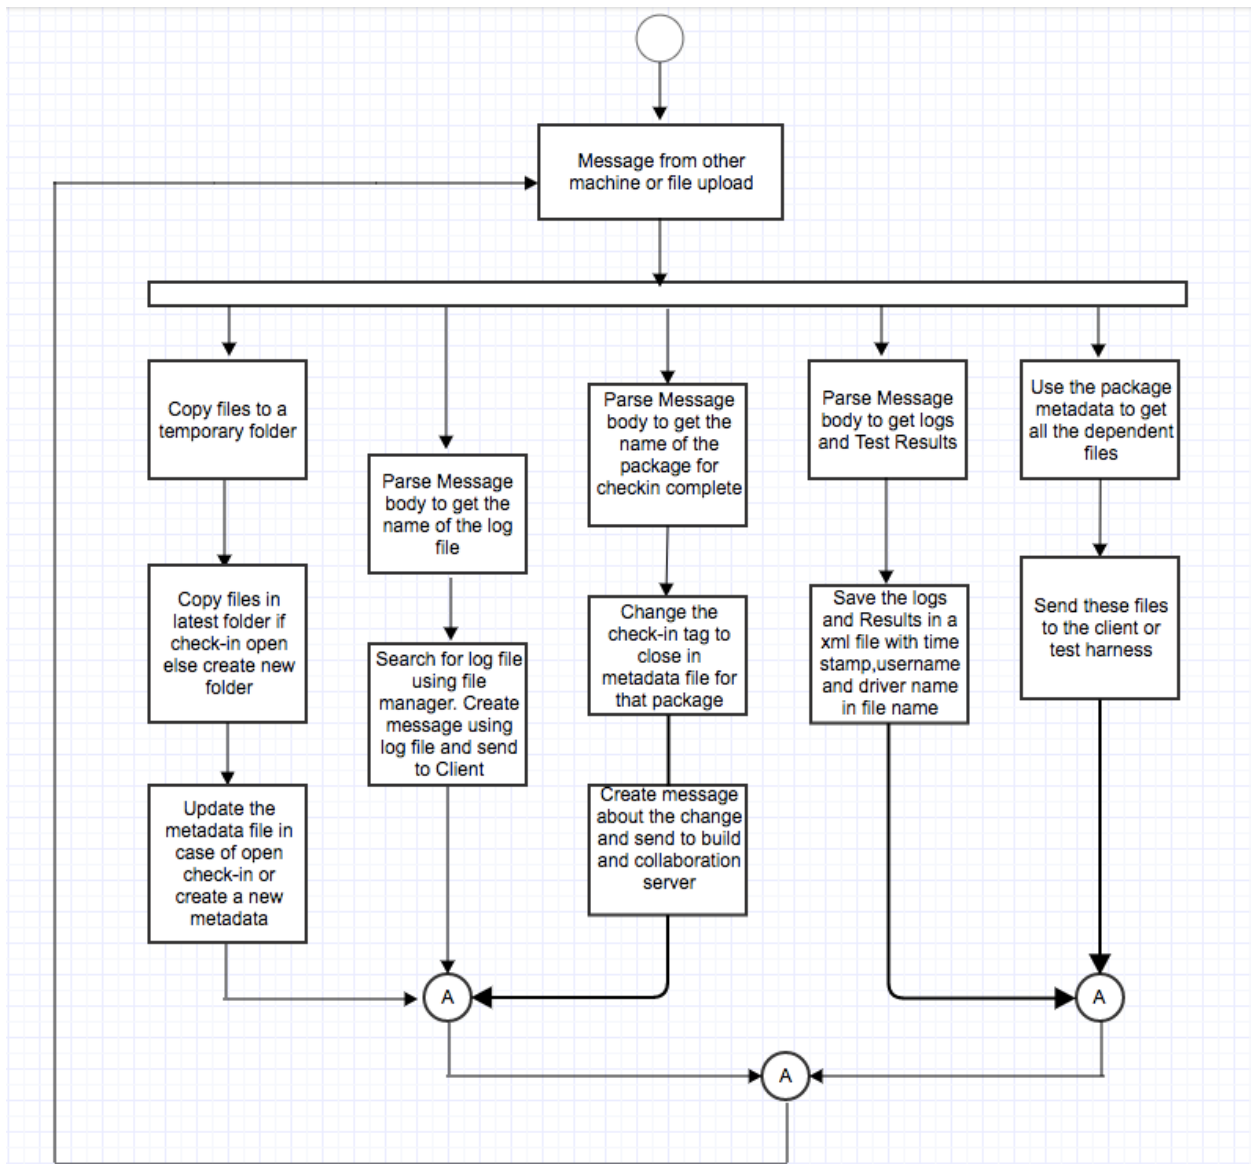 Message from other
machine or file upload
Copy files to a
temporary folder
Copy files in
latest folder if
check-in open
else create new
folder
Update the
metadata file in
case of open
check-in or
create a new
metadata
Parse Message
body to get the
name of the log
file
Search for log file
using file
manager. Create
message using
log file and send
to Client
Parse Message
body to get the
name of the
package for
checkin complete
Change the
check-in tag to
close in
metadata file for
that package
Create message
about the change
and send to build
and collaboration
server
Parse Message
body to get logs
and Test Results
Save the logs
and Results in a
xml file with time
stamp,username
and driver name
in file name
Use the package
metadata to get
all the dependent
files
Send these files
to the client or
test harness
A
A
A